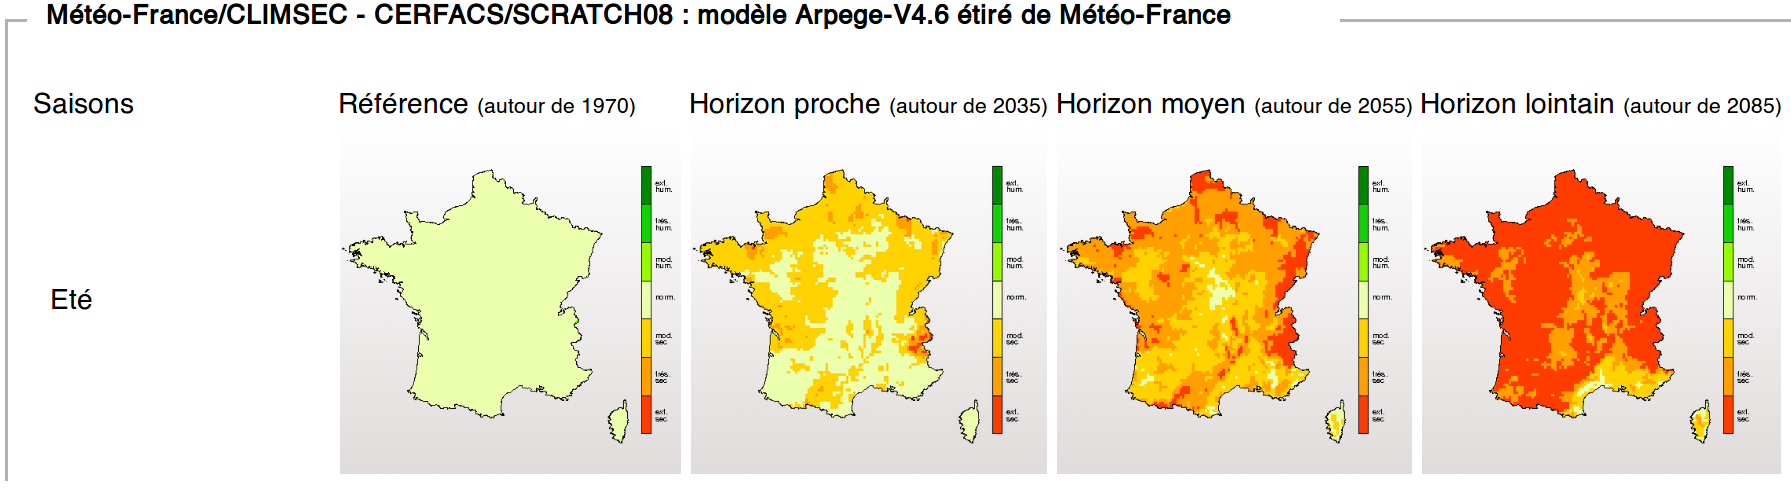 Météo-France/CLIMSEC - CERFACS/SCRATCH08 : modèle Arpege-V4.6 étiré de Météo-France
Saisons
Référence (autour de 1970)
Horizon proche (autour de 2035)
Horizon moyen (autour de 2055)
Horizon lointain (autour de 2085)
Eté
ext.
hum.
très.
hum.
mod.
hum.
norm.
mod.
sec
très.
sec
ext.
sec
ext.
hum.
très.
hum.
mod.
hum.
norm.
mod.
sec
très.
sec
ext.
sec
ext.
hum.
très.
hum.
mod.
hum.
norm.
mod.
sec
très.
sec
ext.
sec
ext.
hum.
très.
hum.
mod.
hum.
norm.
mod.
sec
très.
sec
ext.
sec